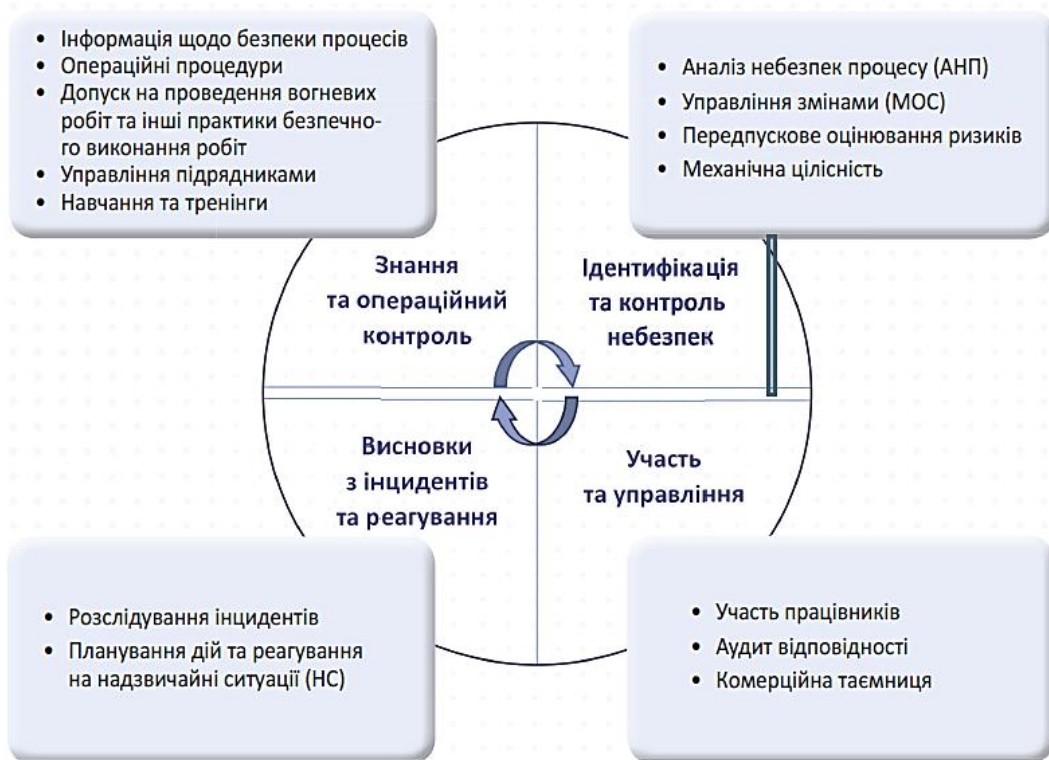 • Інформація щодо безпеки процесів
• Операційні процедури
• Допуск на проведення вогневих
робіт та інші практики безпечно-
го виконання робіт
• Управління підрядниками
• Навчання та тренінги
• Аналіз небезпек процесу (АНП)
• Управління змінами (МОС)
• Передпускове оцінювання ризиків
• Механічна цілісність
Знання
та операційний
контроль
Ідентифікація
та контроль
небезпек
Висновки
з інцидентів
та реагування
Участь
та управління
• Розслідування інцидентів
• Планування дій та реагування
на надзвичайні ситуації (НС)
• Участь працівників
• Аудит відповідності
• Комерційна таємниця